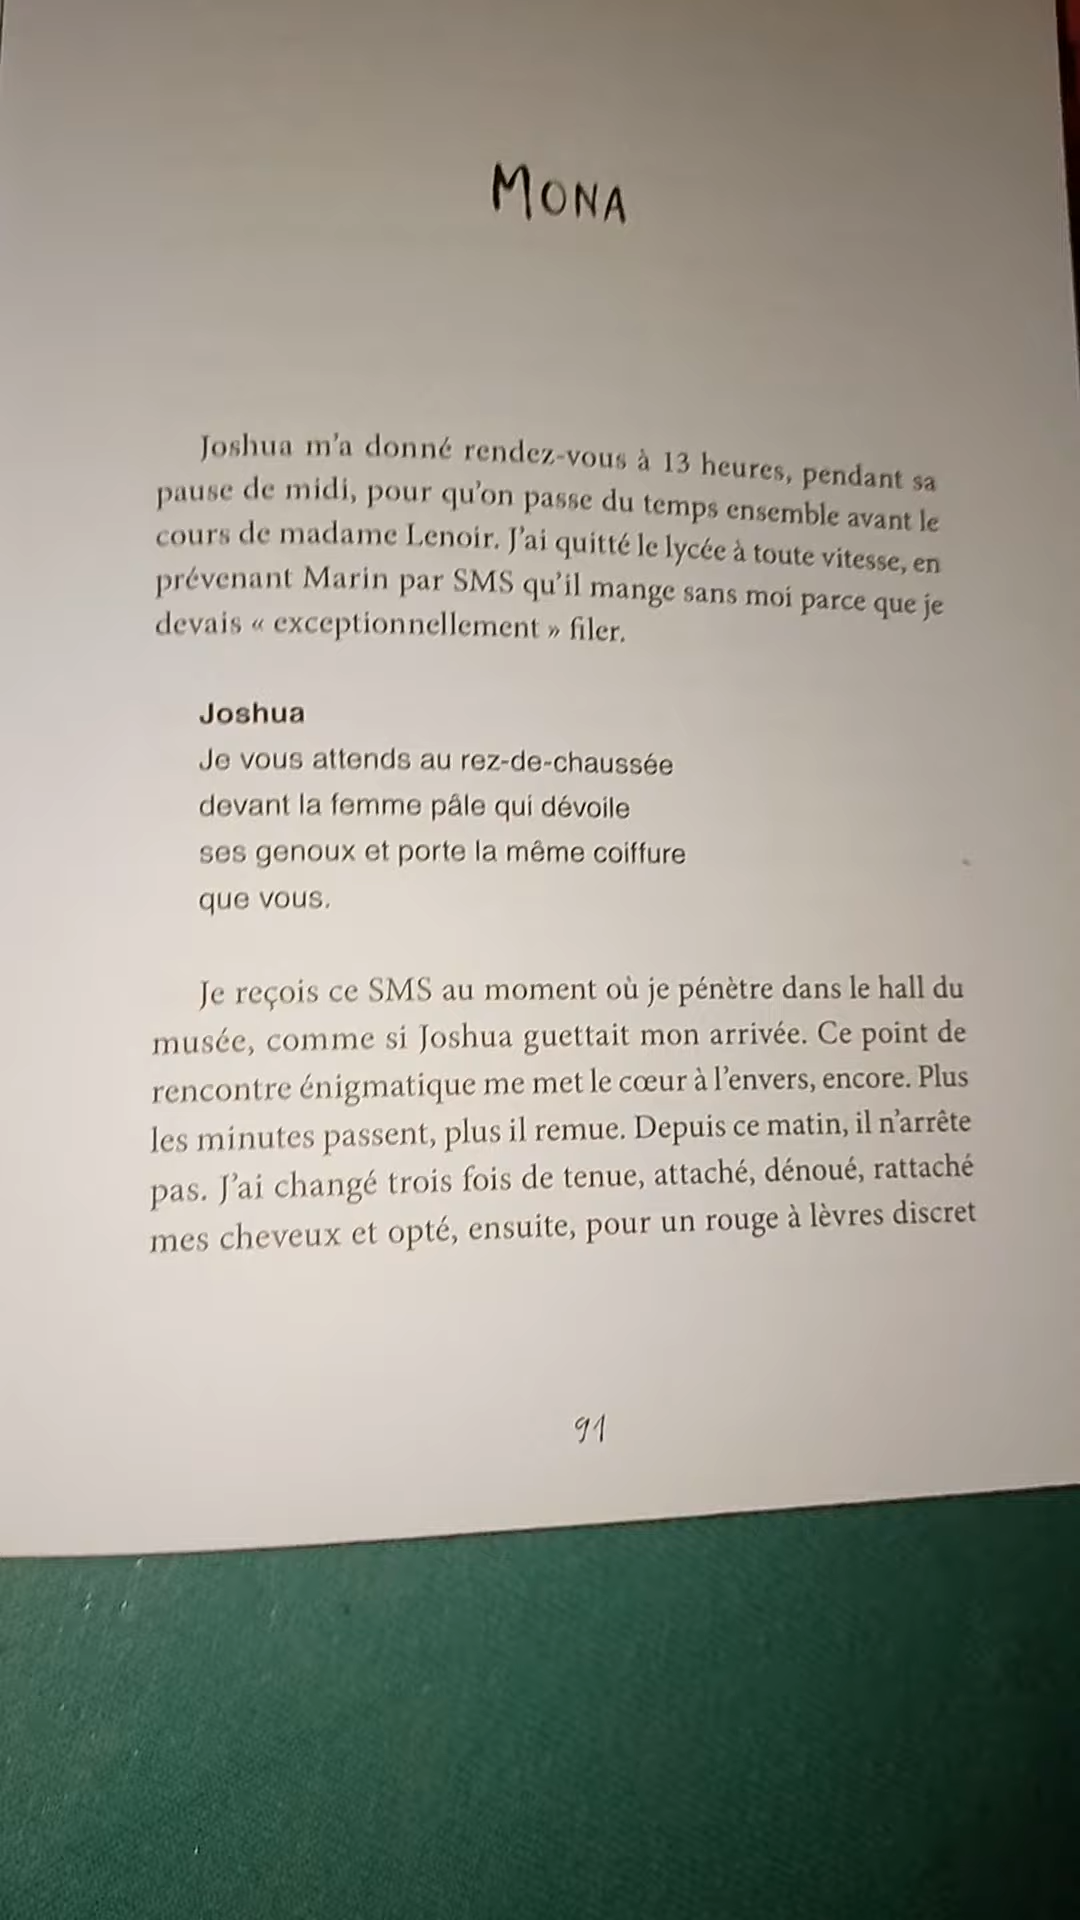 MONA
Joshua m'a donné rendez-vous à 13 heures, pendant sa
pause de midi, pour qu'on passe du temps ensemble avant le
cours de madame Lenoir. J'ai quitté le lycée à toute vitesse, en
prévenant Marin par SMS qu'il mange sans moi parce que je
devais « exceptionnellement » filer.
Joshua
Je vous attends au rez-de-chaussée
devant la femme pâle qui dévoile
ses genoux et porte la même coiffure
que vous.
Je reçois ce SMS au moment où je pénètre dans le hall du
musée, comme si Joshua guettait mon arrivée. Ce point de
rencontre énigmatique me met le cœur à l'envers, encore. Plus
les minutes passent, plus il remue. Depuis ce matin, il n'arrête
pas. J'ai changé trois fois de tenue, attaché, dénoué, rattaché
mes cheveux et opté, ensuite, pour un rouge à lèvres discret
91